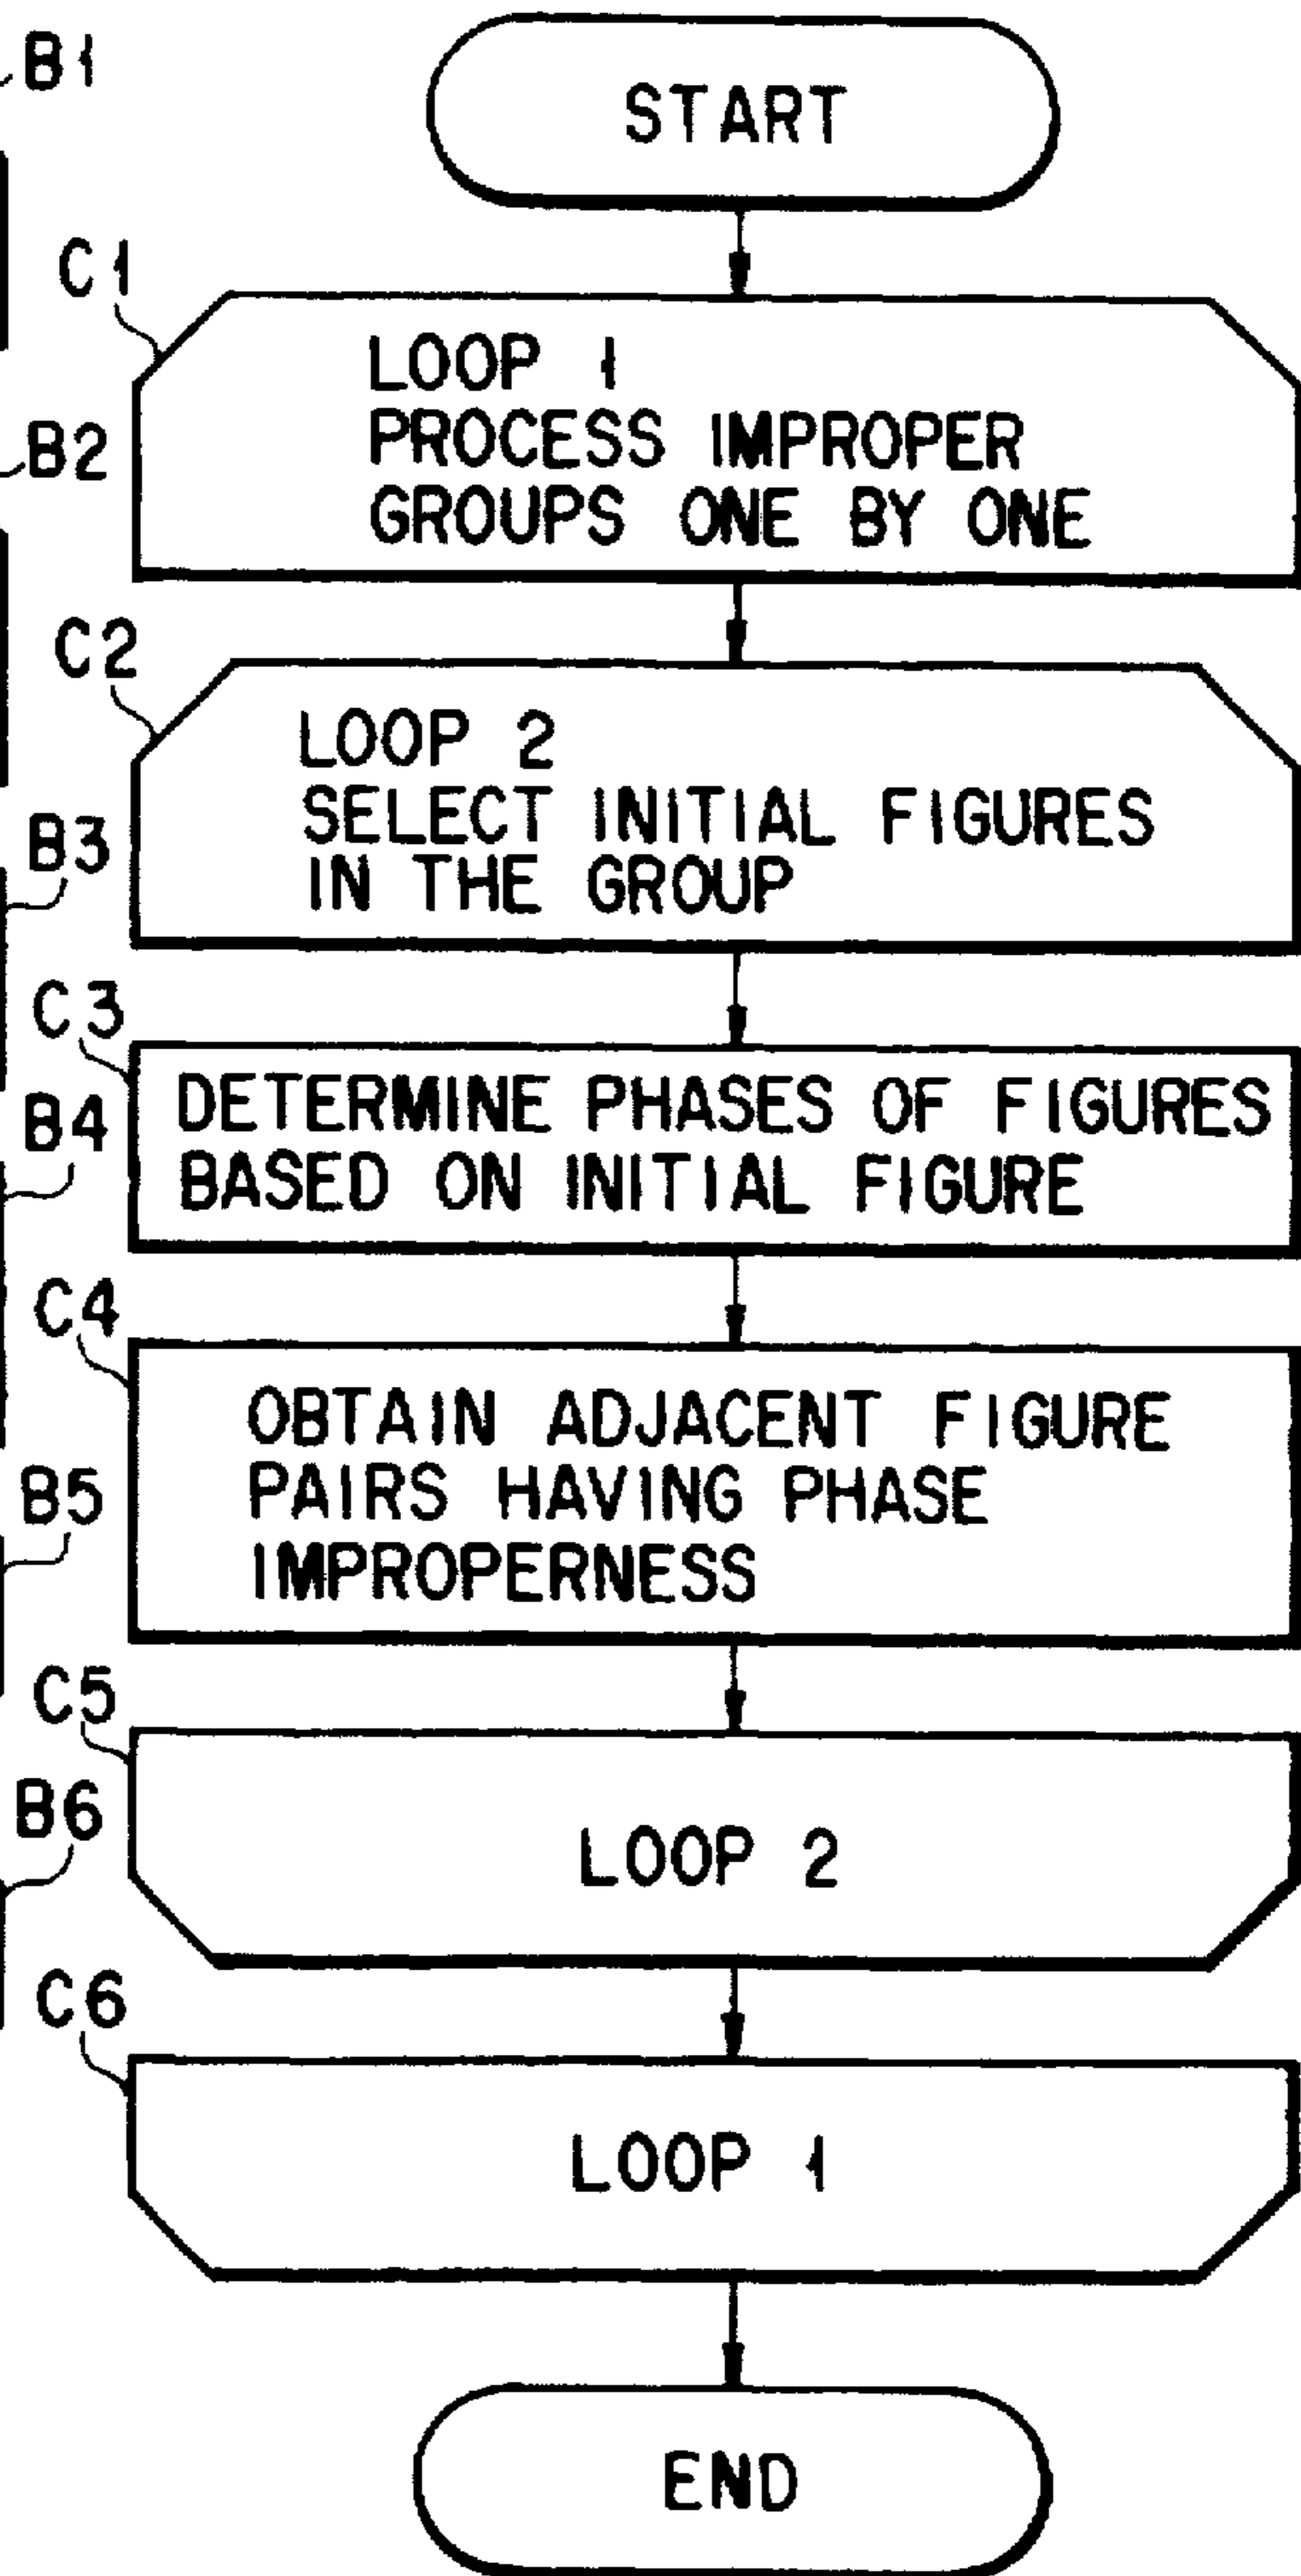 B1
START
C1
LOOP 1
PROCESS IMPROPER
GROUPS ONE BY ONE
B2
C2
LOOP 2
SELECT INITIAL FIGURES
IN THE GROUP
B3
C3
DETERMINE PHASES OF FIGURES
BASED ON INITIAL FIGURE
B4
C4
OBTAIN ADJACENT FIGURE
PAIRS HAVING PHASE
IMPROPERNESS
B5
C5
LOOP 2
B6
C6
LOOP 1
END